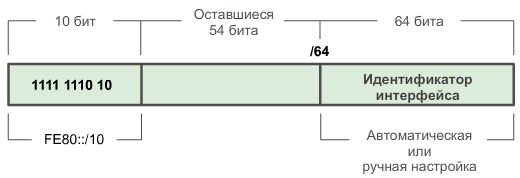 10 бит
Оставшиеся
54 бита
64 бита
/64
1111 1110 10
Идентификатор
интерфейса
FE80::/10
Автоматическая
или
ручная настройка